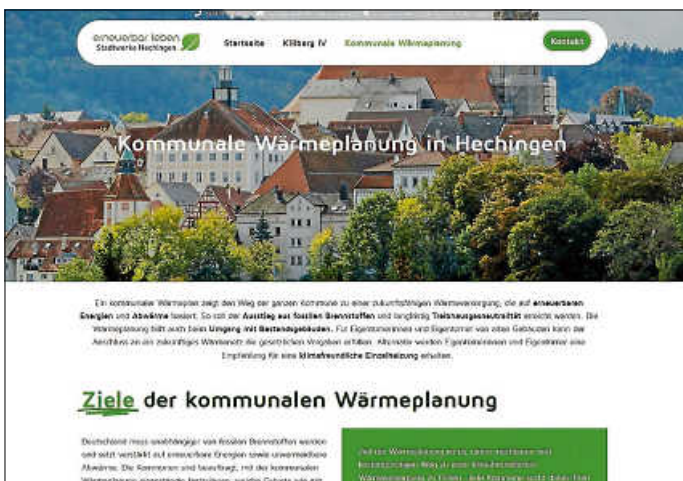 erneuerbar leben
Stadtwerke Hechingen
Startseite Killberg IV Kommunale Wärmeplanung Kontakt
Kommunale Wärmeplanung in Hechingen
Ein kommunaler Wärmeplan zeigt den Weg der ganzen Kommune zu einer zukunftsfähigen Wärmeversorgung, die auf erneuerbaren
Energien und Abwärme basiert. So soll der Ausstieg aus fossilen Brennstoffen und langfristig Treibhausgasneutralität erreicht werden. Die
Wärmeplanung hilft auch beim Umgang mit Bestandsgebäuden. Für Eigentümerinnen und Eigentümer von alten Gebäuden kann der
Anschluss an ein zukünftiges Wärmenetz die gesetzlichen Vorgaben erfüllen. Alternativ werden Eigentümerinnen und Eigentümer eine
Empfehlung für eine klimafreundliche Einzelheizung erhalten.
Ziele der kommunalen Wärmeplanung
Deutschland muss unabhängiger von fossilen Brennstoffen werden
und setzt verstärkt auf erneuerbare Energien sowie unvermeidbare
Abwärme. Die Kommunen sind beauftragt, mit der kommunalen